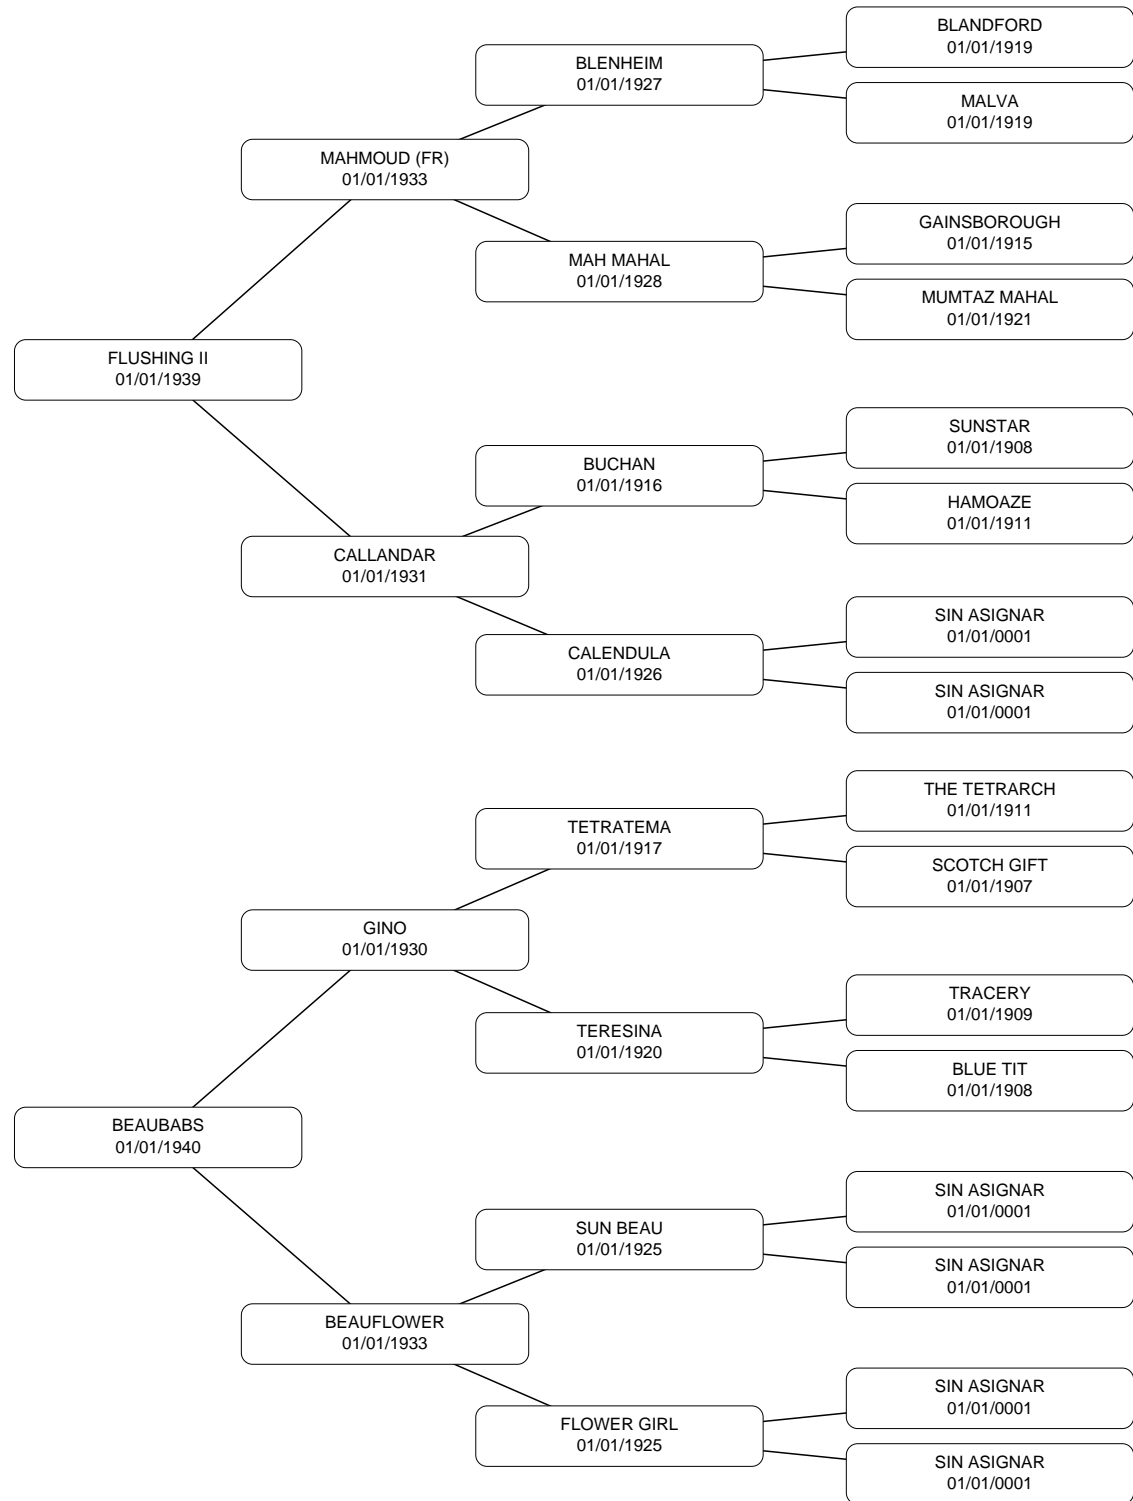 BLANDFORD
01/01/1919
BLENHEIM
01/01/1927
MALVA
01/01/1919
MAHMOUD (FR)
01/01/1933
GAINSBOROUGH
01/01/1915
MAH MAHAL
01/01/1928
MUMTAZ MAHAL
01/01/1921
FLUSHING II
01/01/1939
SUNSTAR
01/01/1908
BUCHAN
01/01/1916
HAMOAZE
01/01/1911
CALLANDAR
01/01/1931
SIN ASIGNAR
01/01/0001
CALENDULA
01/01/1926
SIN ASIGNAR
01/01/0001
THE TETRARCH
01/01/1911
TETRATEMA
01/01/1917
SCOTCH GIFT
01/01/1907
GINO
01/01/1930
TRACERY
01/01/1909
TERESINA
01/01/1920
BLUE TIT
01/01/1908
BEAUBABS
01/01/1940
SIN ASIGNAR
01/01/0001
SUN BEAU
01/01/1925
SIN ASIGNAR
01/01/0001
BEAUFLOWER
01/01/1933
SIN ASIGNAR
01/01/0001
FLOWER GIRL
01/01/1925
SIN ASIGNAR
01/01/0001